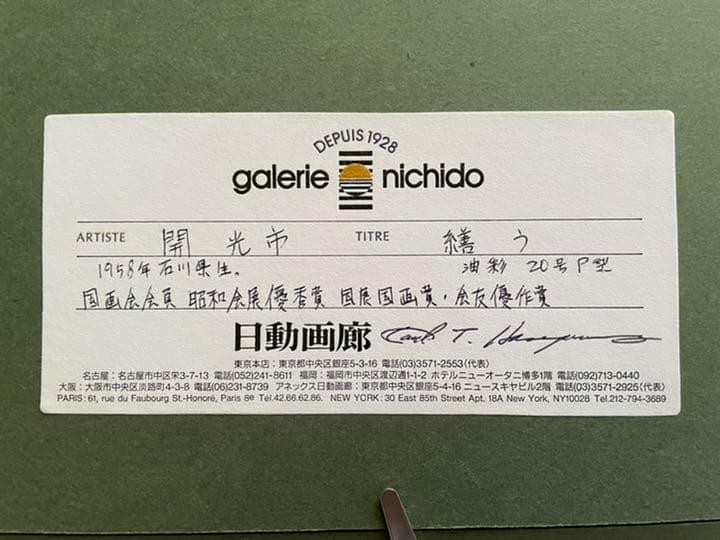 DEPUIS 1928
galerie nichido
ARTISTE 開 光市 TITRE 繕う
1958年石川県生。 油彩 20号P型
国画会会員 昭和会展優秀賞 国展国画賞・会友優作賞
日動画廊
東京本店：東京都中央区銀座5-3-16 電話(03)3571-2553(代表)
名古屋：名古屋市中区栄3-7-13 電話(052)241-8611 福岡：福岡市中央区渡辺通1-1-2 ホテルニューオータニ博多1階 電話(092)713-0440
大阪：大阪市中央区淡路町4-3-8 電話(06)231-8739 アネックス日動画廊：東京都中央区銀座5-4-16 ニュースキヤビル2階 電話(03)3571-2925(代表)
PARIS: 61, rue du Faubourg St.-Honoré, Paris 8e Tel.42.66.62.86. NEW YORK: 30 East 85th Street Apt. 18A New York, NY10028 Tel.212-794-3689